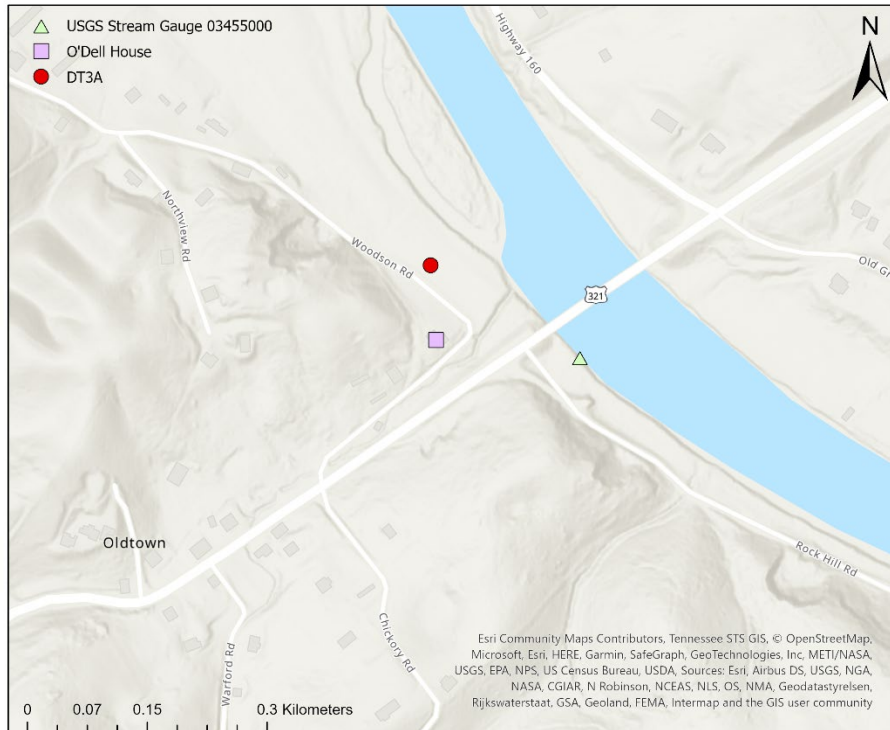 USGS Stream Gauge 03455000
O'Dell House
DT3A
N
Highway 160
Northview Rd
Woodson Rd
321
Old Gr
Oldtown
Rock Hill Rd
Chickory Rd
Warford Rd
Esri Community Maps Contributors, Tennessee STS GIS, © OpenStreetMap,
Microsoft, Esri, HERE, Garmin, SafeGraph, GeoTechnologies, Inc, METI/NASA,
USGS, EPA, NPS, US Census Bureau, USDA, Sources: Esri, Airbus DS, USGS, NGA,
NASA, CGIAR, N Robinson, NCEAS, NLS, OS, NMA, Geodatastyrelsen,
Rijkswaterstaat, GSA, Geoland, FEMA, Intermap and the GIS user community
0 0.07 0.15 0.3 Kilometers